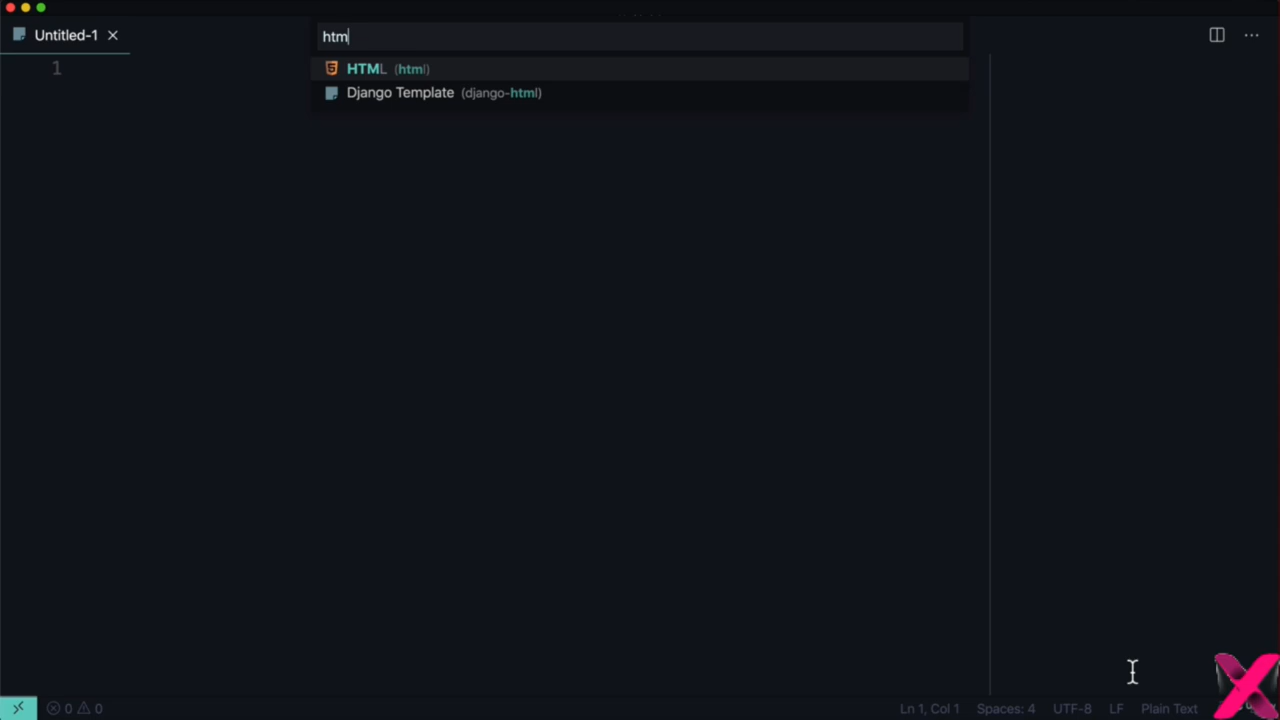 Untitled-1
htm
HTML (html)
Django Template (django-html)
1
0 0
Ln 1, Col 1 Spaces: 4 UTF-8 LF Plain Text
X